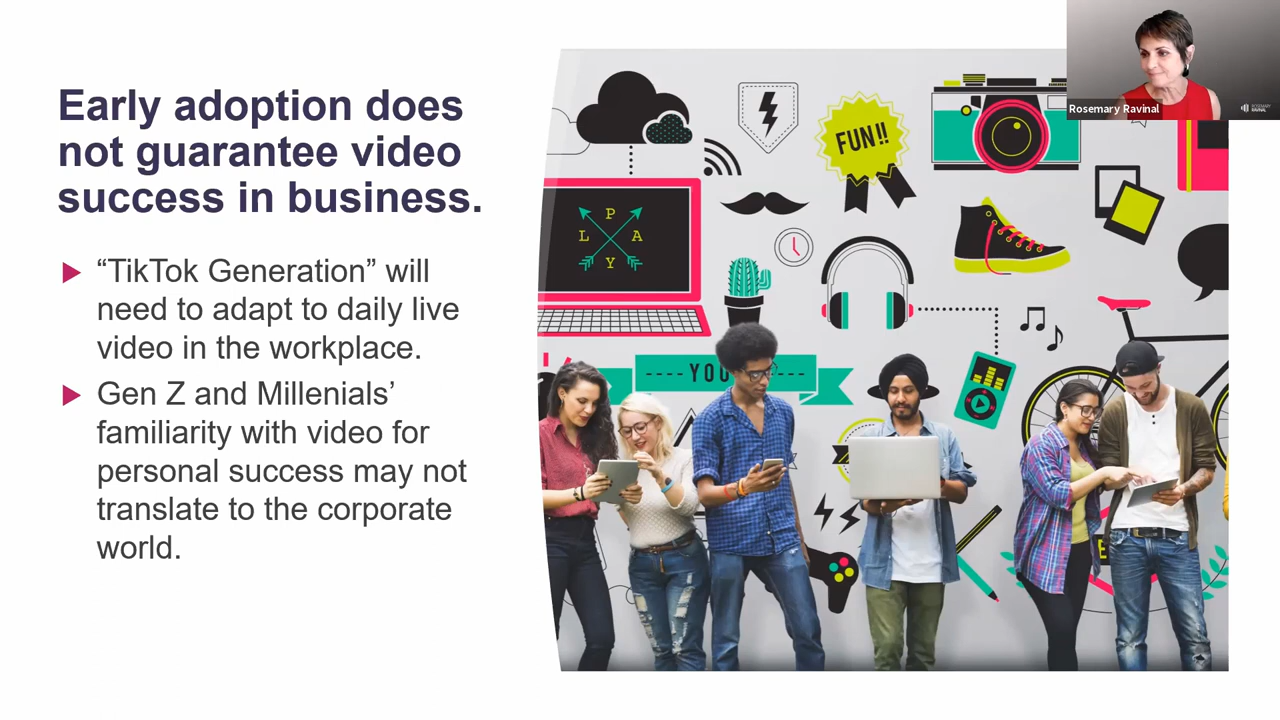 Early adoption does
not guarantee video
success in business.
“TikTok Generation” will
need to adapt to daily live
video in the workplace.
Gen Z and Millenials’
familiarity with video for
personal success may not
translate to the corporate
world.
FUN!!
P
L A
Y
YOU
E
Rosemary Ravinal
ROSEMARY
RAVINAL